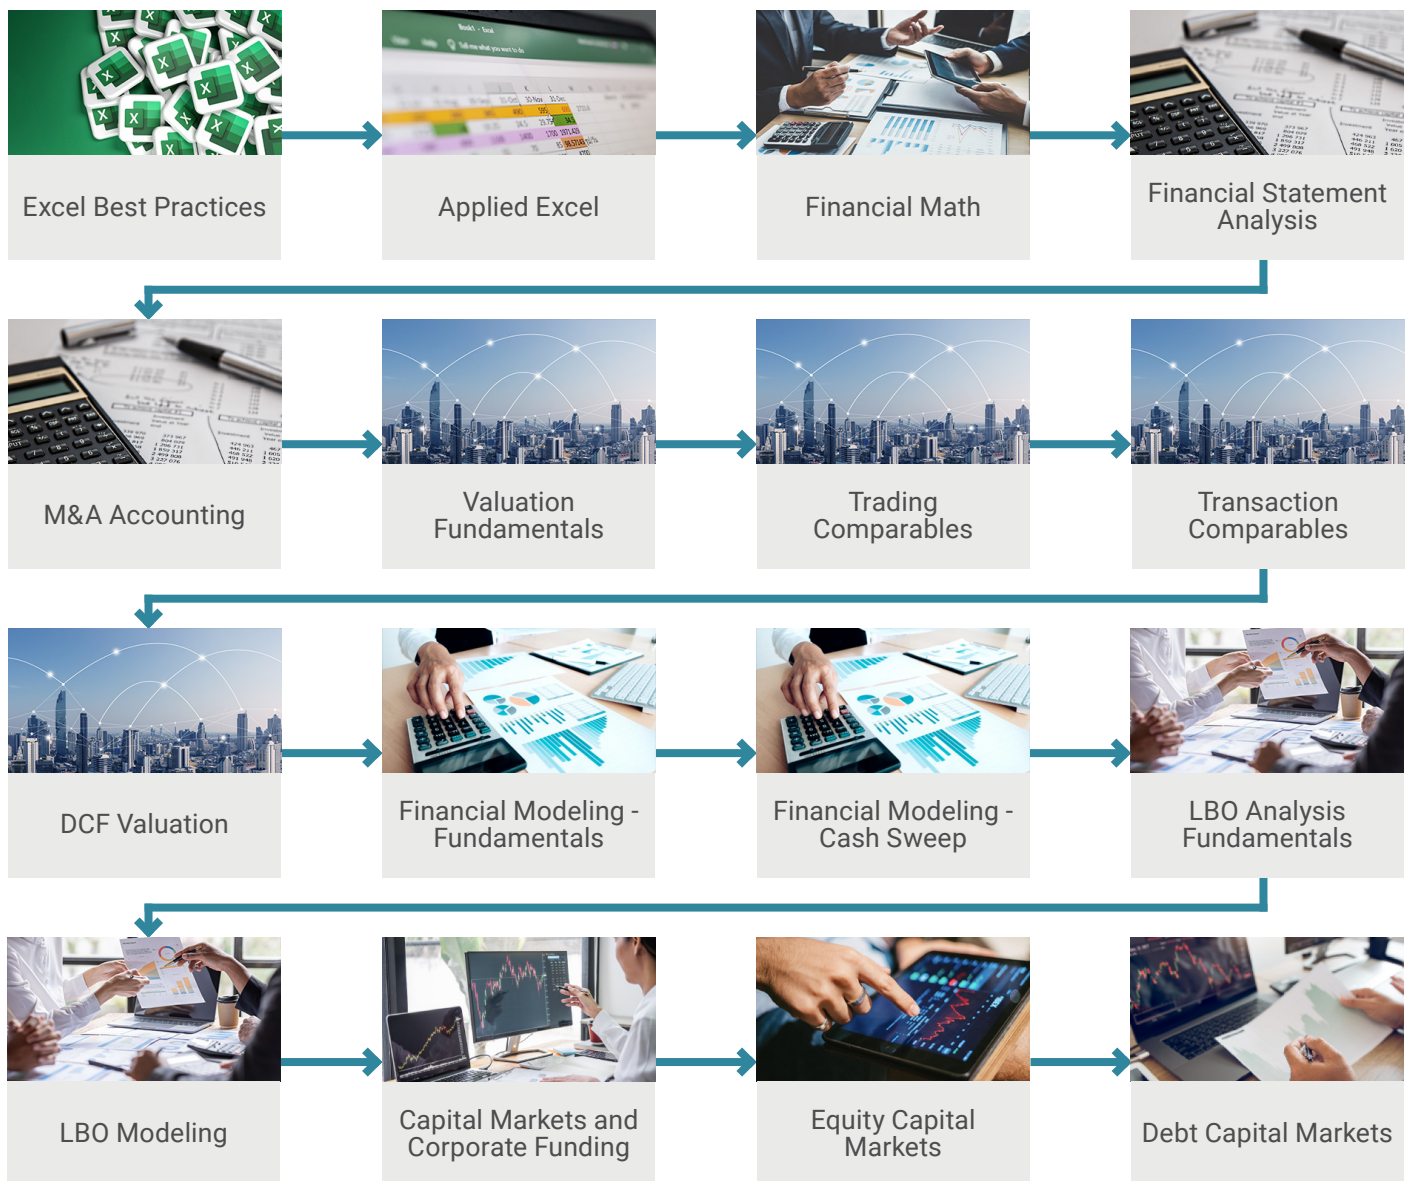 Excel Best Practices
Applied Excel
Financial Math
Financial Statement
Analysis
M&A Accounting
Valuation
Fundamentals
Trading
Comparables
Transaction
Comparables
DCF Valuation
Financial Modeling -
Fundamentals
Financial Modeling -
Cash Sweep
LBO Analysis
Fundamentals
LBO Modeling
Capital Markets and
Corporate Funding
Equity Capital
Markets
Debt Capital Markets